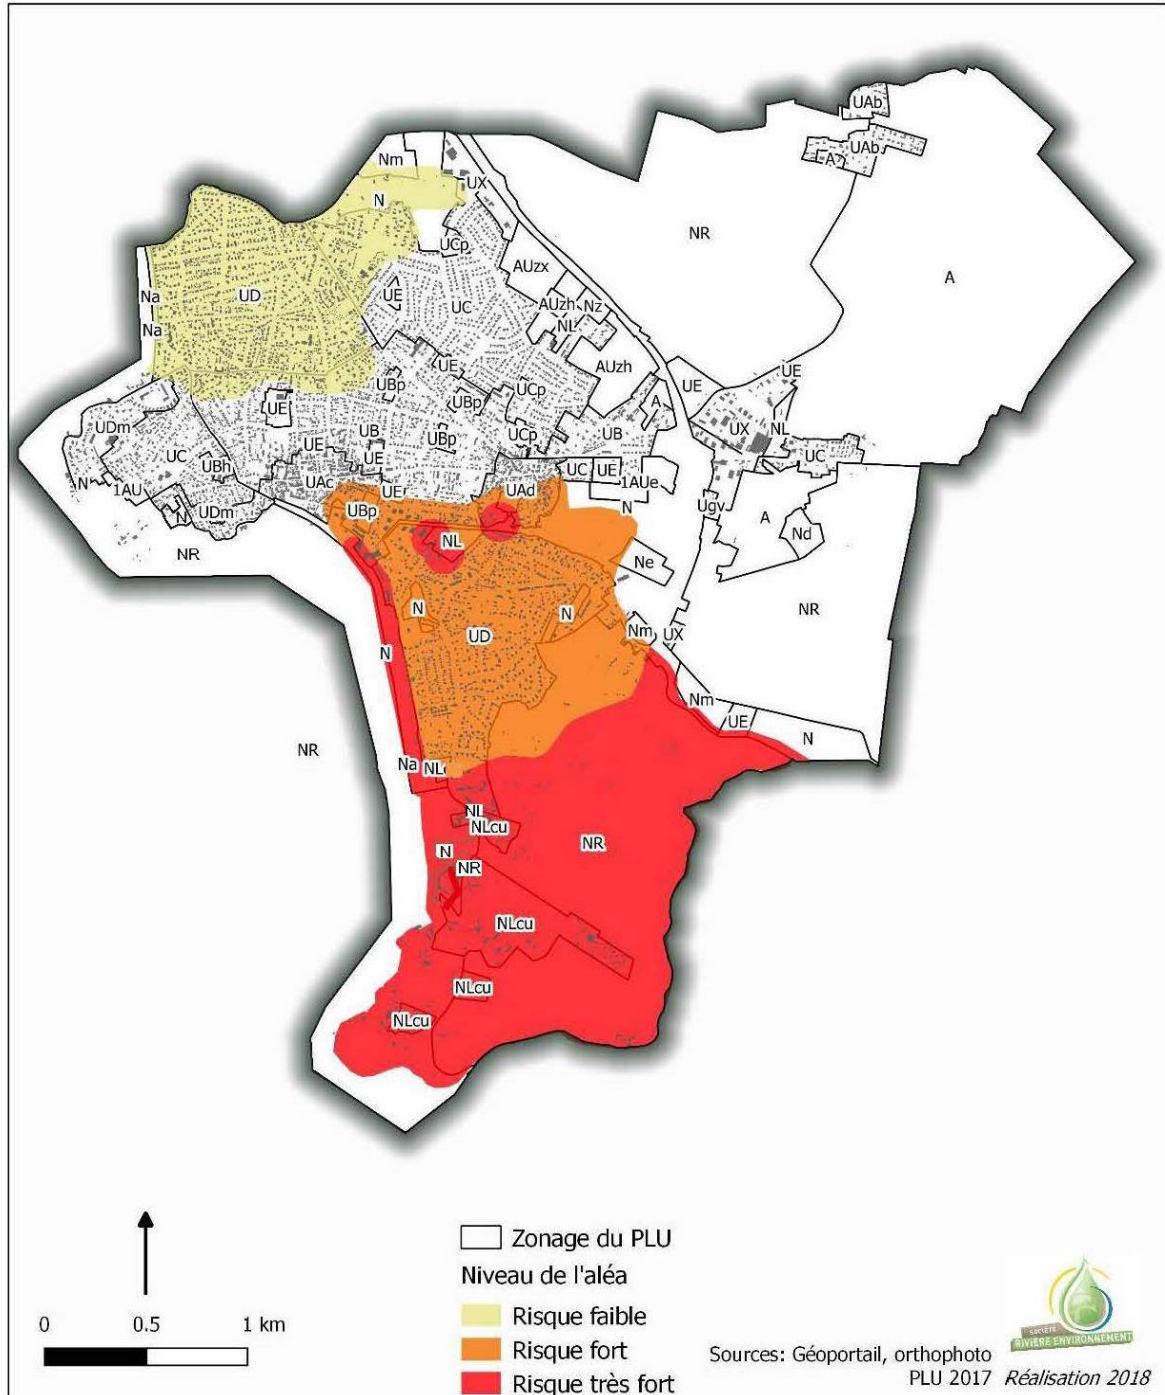 UAb
UAb
A
Nm
UX
N
UCp
NR
AUzx
A
Na
UD
UE
UC
AUzh
Nz
NL
Na
AUzh
UE
UE
UE
UBp
UCp
UBp
A
UE
UX
NL
UDm
UB
UBp
UCp
UB
UC
UE
UE
UC
UBh
UAc
UE
UAd
UC
UE
1AUe
N
1AU
N
UDm
UBp
N
Ugv
A
Nd
NR
NL
Ne
NR
N
UD
N
Nm
UX
N
Nm
UE
N
NR
Na
NL
NL
NLcu
N
NR
NR
NLcu
NLcu
NLcu
Zonage du PLU
Niveau de l'aléa
Risque faible
Risque fort
Risque très fort
0 0.5 1 km
SOCIÉTÉ
RIVIÈRE ENVIRONNEMENT
Sources: Géoportail, orthophoto
PLU 2017 Réalisation 2018